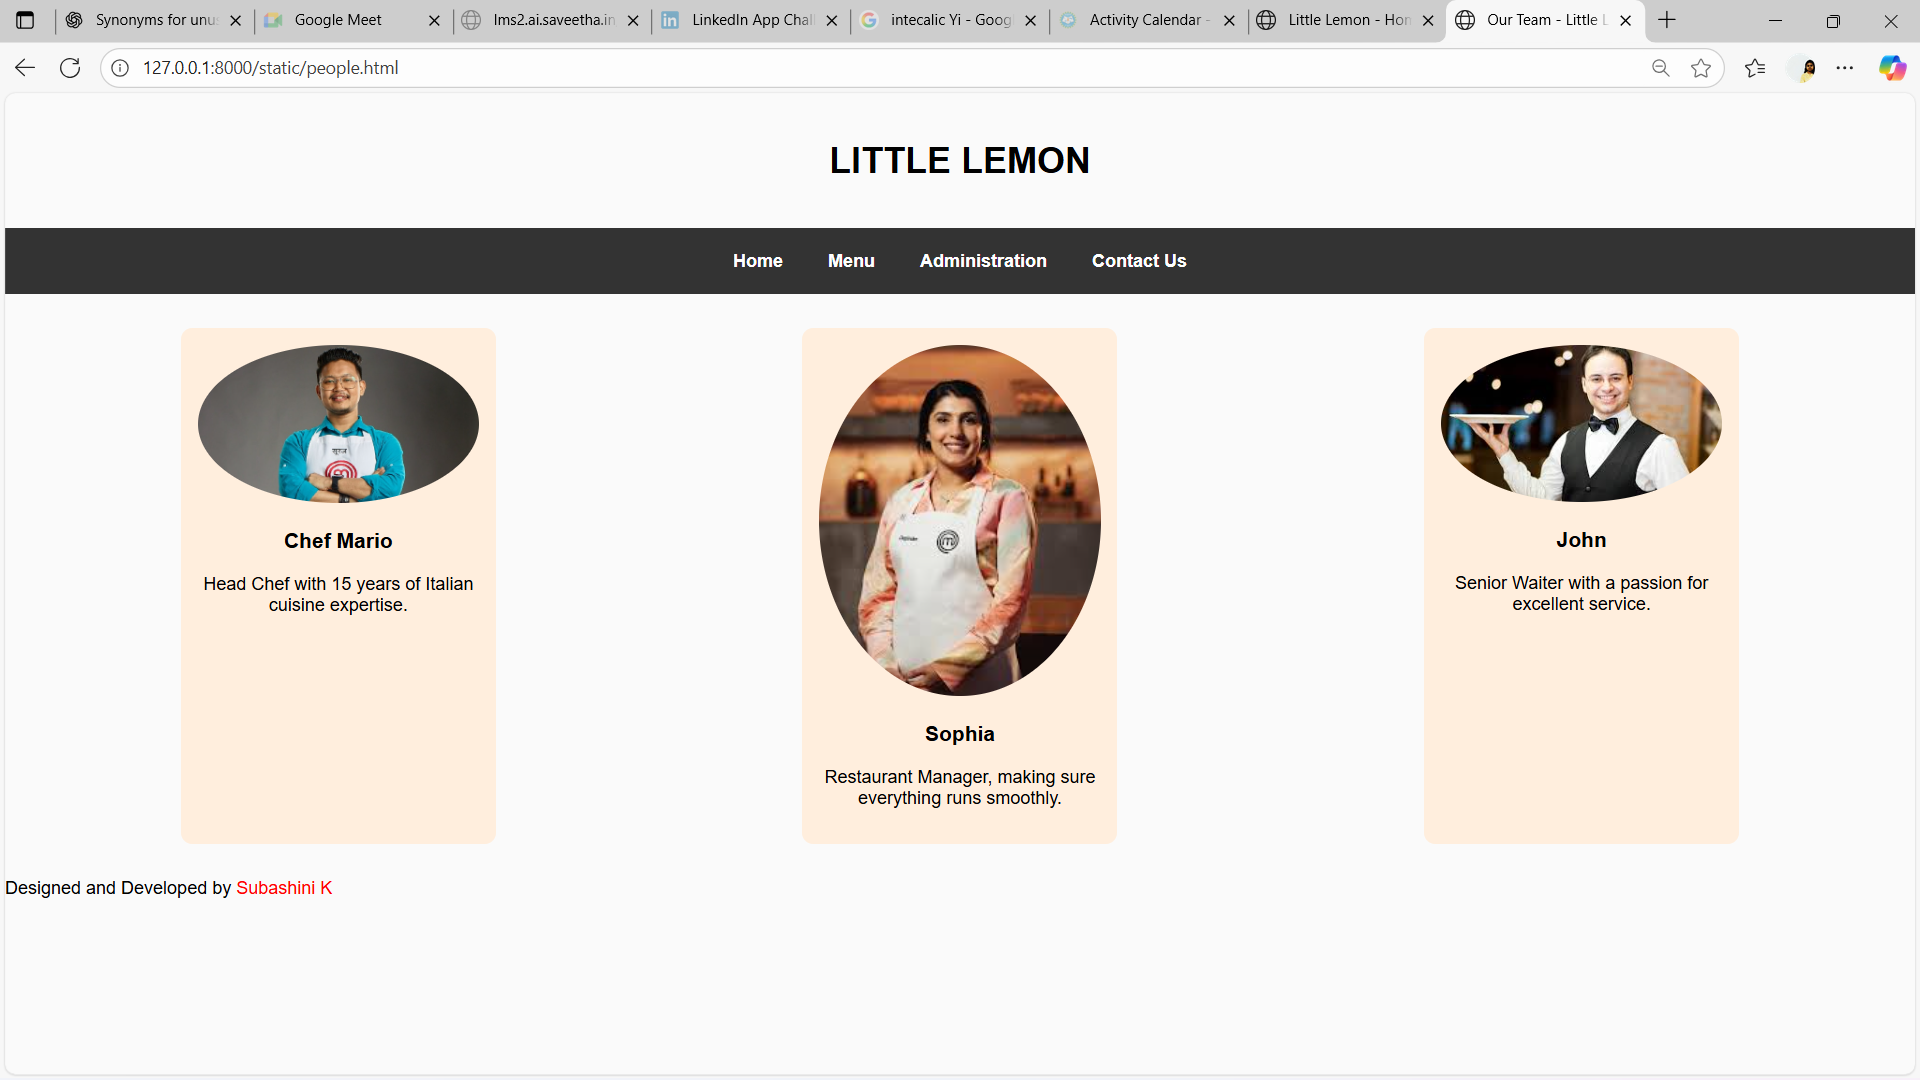 Synonyms for unu
Google Meet
lms2.ai.saveetha.in
LinkedIn App Chal
intecalic Yi - Goog
Activity Calendar -
Little Lemon - Hon
Our Team - Little L
127.0.0.1:8000/static/people.html
LITTLE LEMON
Home Menu Administration Contact Us
Chef Mario
Head Chef with 15 years of Italian
cuisine expertise.
Sophia
Restaurant Manager, making sure
everything runs smoothly.
John
Senior Waiter with a passion for
excellent service.
Designed and Developed by Subashini K